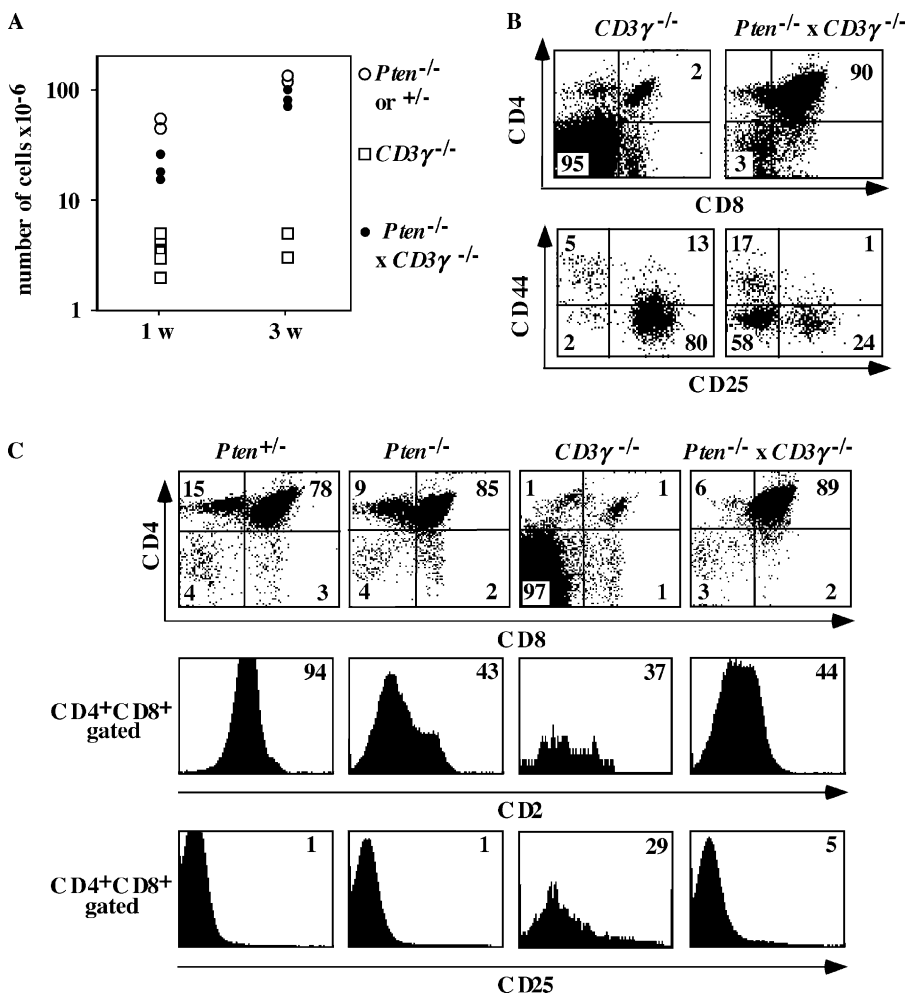 A
number of cells x10-6
100
10
1
1 w
3 w
Pten-/-
or +/-
CD3γ-/-
Pten-/-
x CD3γ-/-
B
CD3γ-/-
Pten-/- x CD3γ-/-
CD4
2
95
90
3
CD8
CD44
5
13
2
80
17
1
58
24
CD25
C
Pten+/-
Pten-/-
CD3γ-/-
Pten-/- x CD3γ-/-
CD4
15
78
4
3
9
85
4
2
1
1
97
1
6
89
3
2
CD8
CD4+CD8+
gated
94
43
37
44
CD2
CD4+CD8+
gated
1
1
29
5
CD25